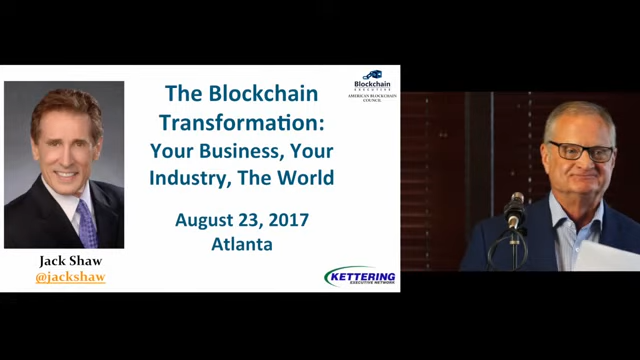 The Blockchain
Transformation:
Your Business, Your
Industry, The World
August 23, 2017
Atlanta
Jack Shaw
@jackshaw
Blockchain
EXECUTIVE
AMERICAN BLOCKCHAIN
COUNCIL
KETTERING
EXECUTIVE NETWORK